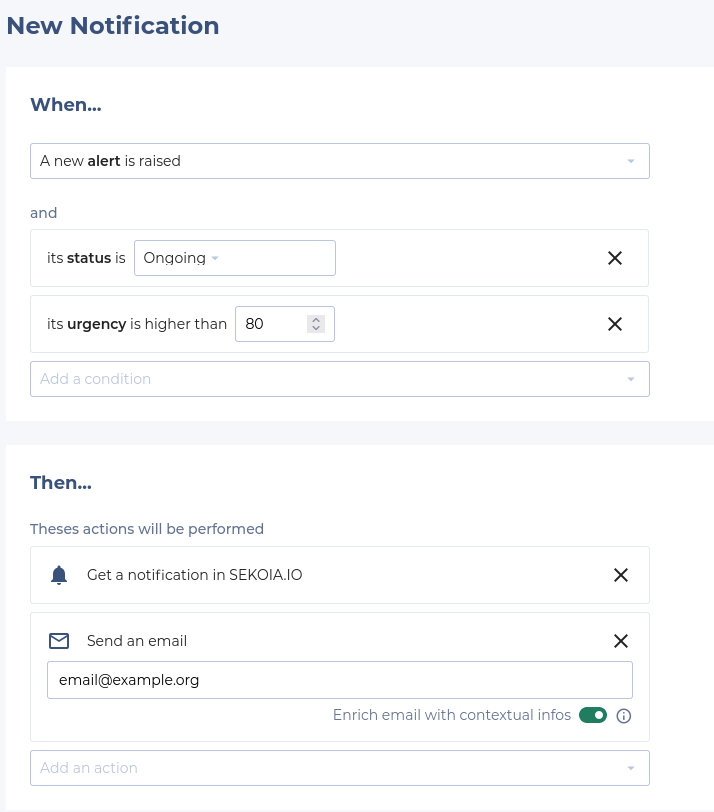 New Notification
When...
A new alert is raised
and
its status is Ongoing
its urgency is higher than 80
Add a condition
Then...
Theses actions will be performed
Get a notification in SEKOIA.IO
Send an email
email@example.org
Enrich email with contextual infos
Add an action